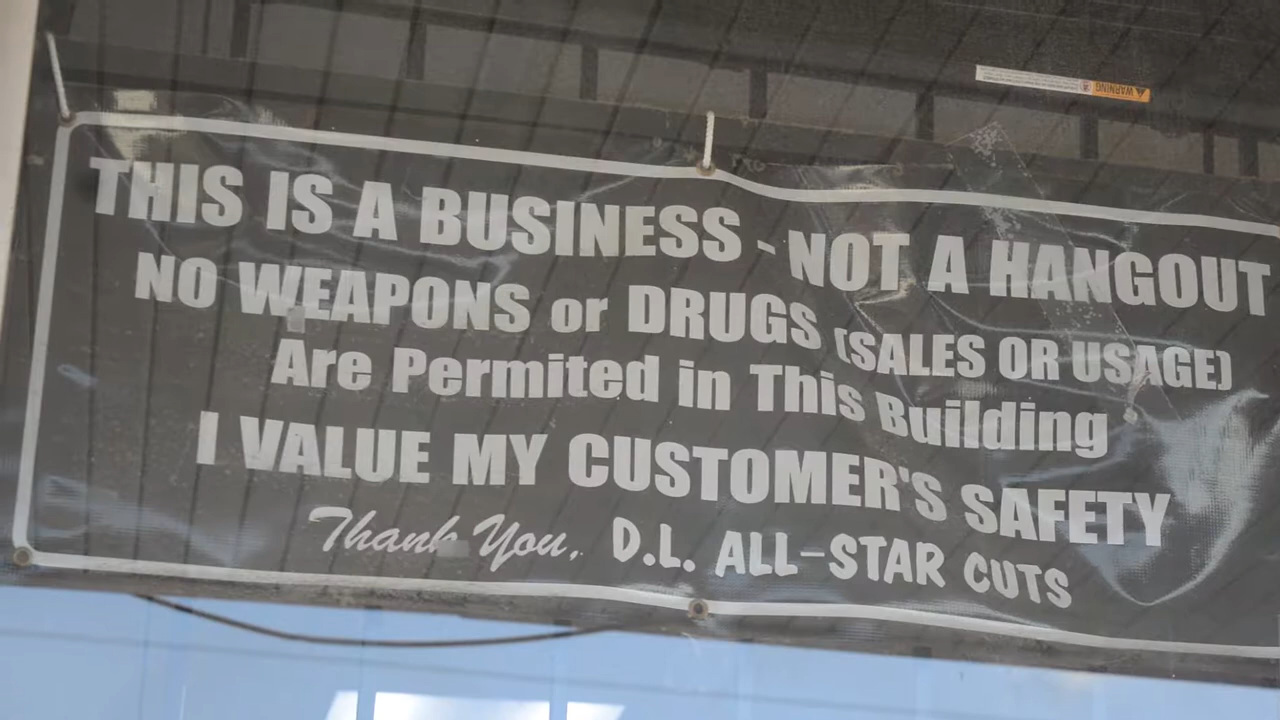 THIS IS A BUSINESS - NOT A HANGOUT
NO WEAPONS or DRUGS (SALES OR USAGE)
Are Permited in This Building
I VALUE MY CUSTOMER'S SAFETY
Thank You, D.L. ALL-STAR CUTS
WARNING